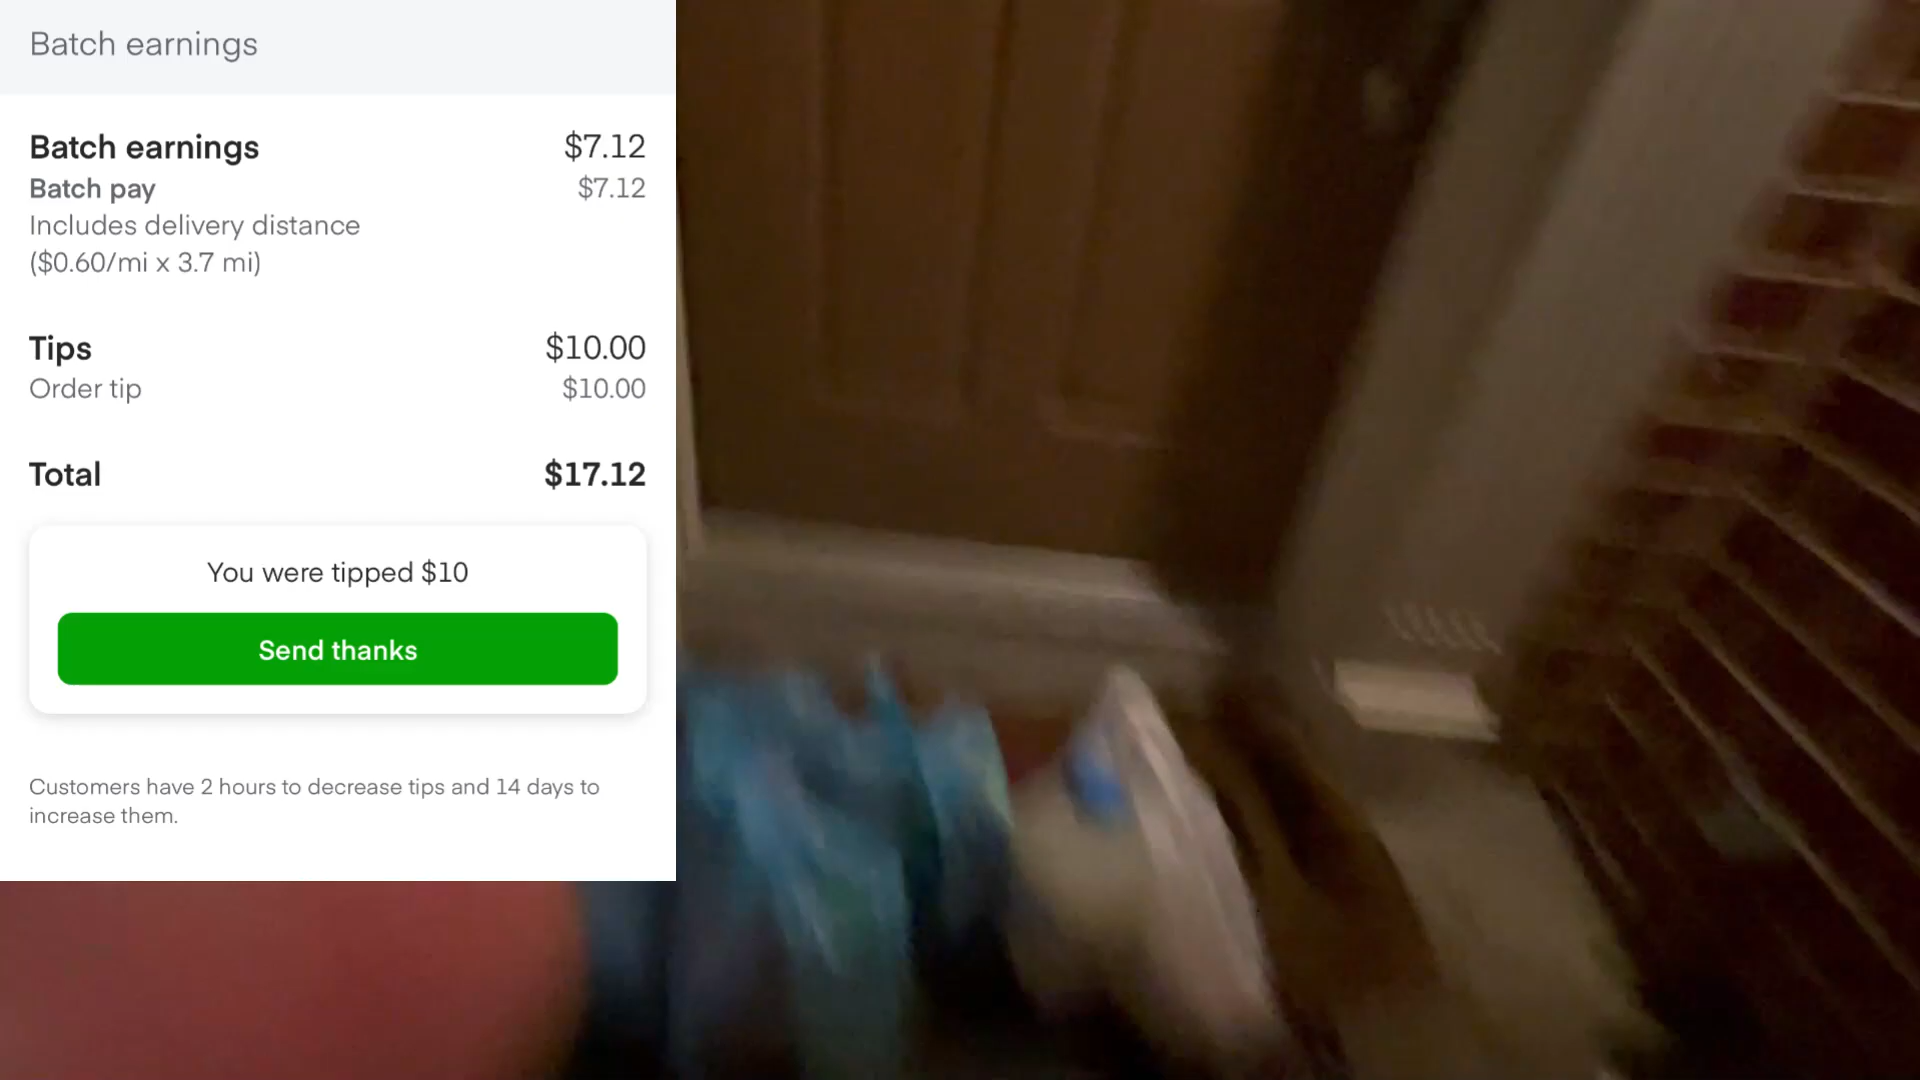 Batch earnings
Batch earnings $7.12
Batch pay $7.12
Includes delivery distance
($0.60/mi x 3.7 mi)
Tips $10.00
Order tip $10.00
Total $17.12
You were tipped $10
Send thanks
Customers have 2 hours to decrease tips and 14 days to
increase them.